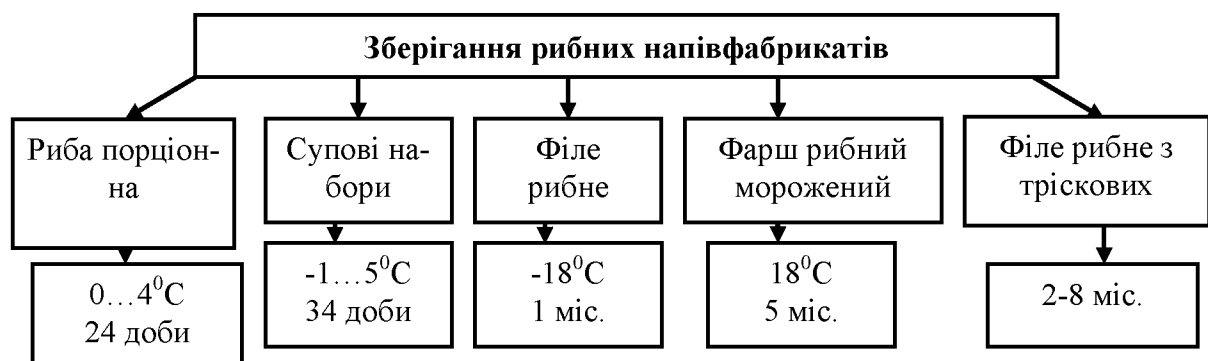 Зберігання рибних напівфабрикатів
Риба порціон-
на
0…4⁰С
24 доби
Супові на-
бори
-1…5⁰С
34 доби
Філе
рибне
-18⁰С
1 міс.
Фарш рибний
морожений
18⁰С
5 міс.
Філе рибне з
тріскових
2-8 міс.